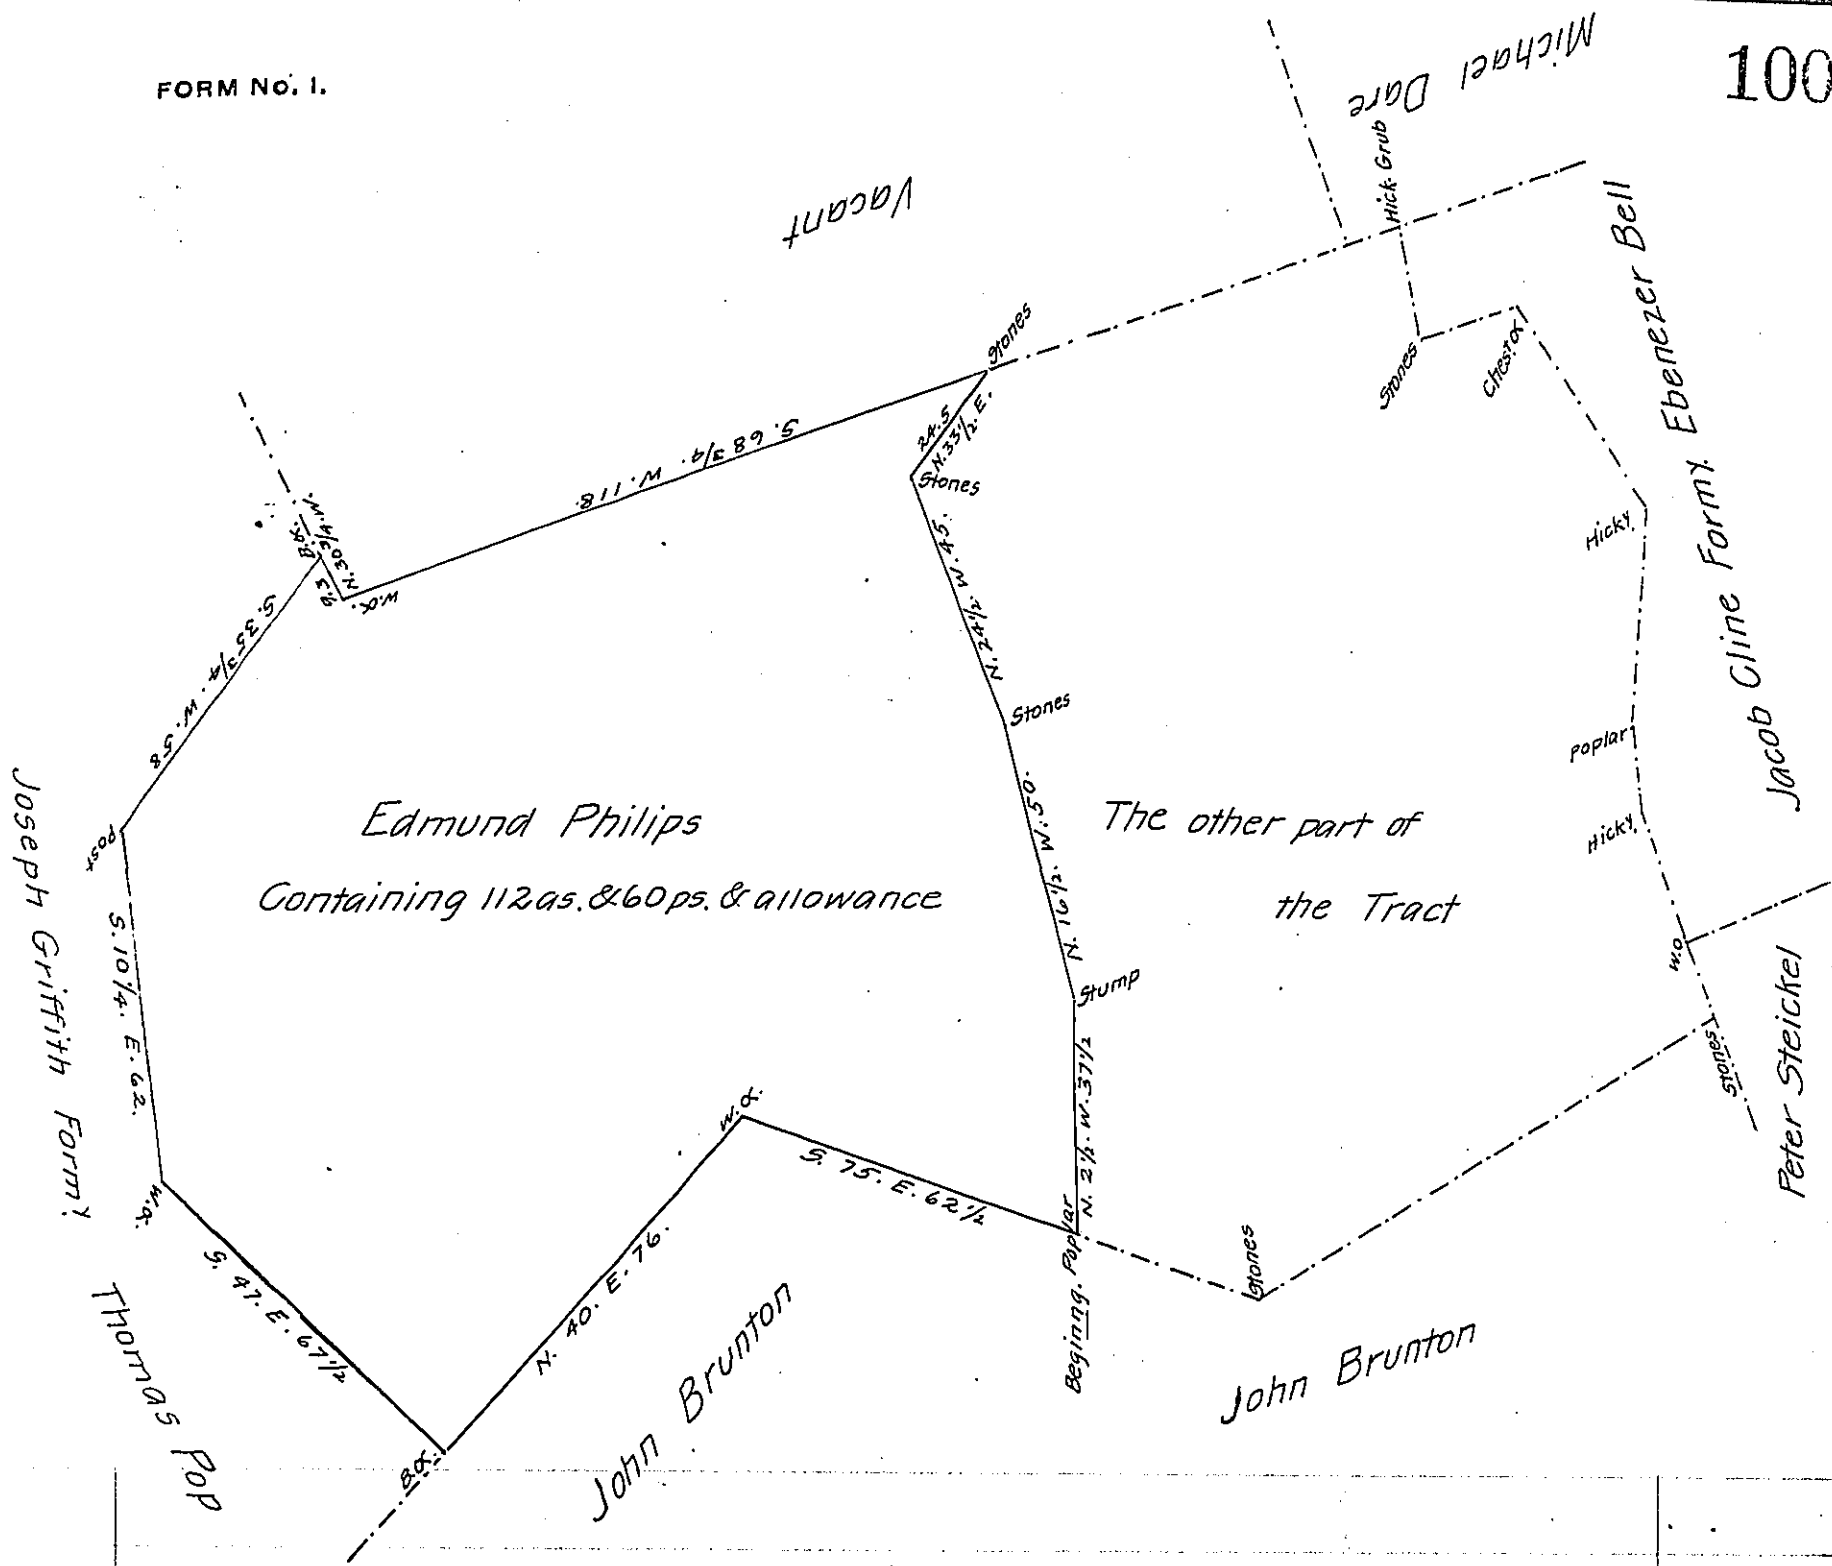 FORM No. 1.
100
Michael Dare
Vacant
Hick. Grub
Stones
Chest.O
Ebenezer Bell
Jacob Cline Formy.
Stones
24.5
N. 33 1/2. E.
Stones
S. 68 3/4. W. 118.
N. 30 3/4. W.
9.3
B.O.
W.O.
S. 35 3/4. W. 58
Hicky.
N. 24 1/2. W. 45.
Stones
Poplar
Hicky.
Post
Joseph Griffith Formy.
Edmund Philips
Containing 112 as. & 60 ps. & allowance
N. 16 1/2. W. 50.
The other part of
the Tract
S. 10 1/4. E. 62.
Stump
W.O
Stones.
Peter Steickel
W.O.
N. 2 1/2. W. 37 1/2
S. 75. E. 62 1/2
W.O.
Beginng. Poplar
Stones
S. 47. E. 67 1/2
N. 40. E. 76.
Thomas Pop
B.O.
John Brunton
John Brunton